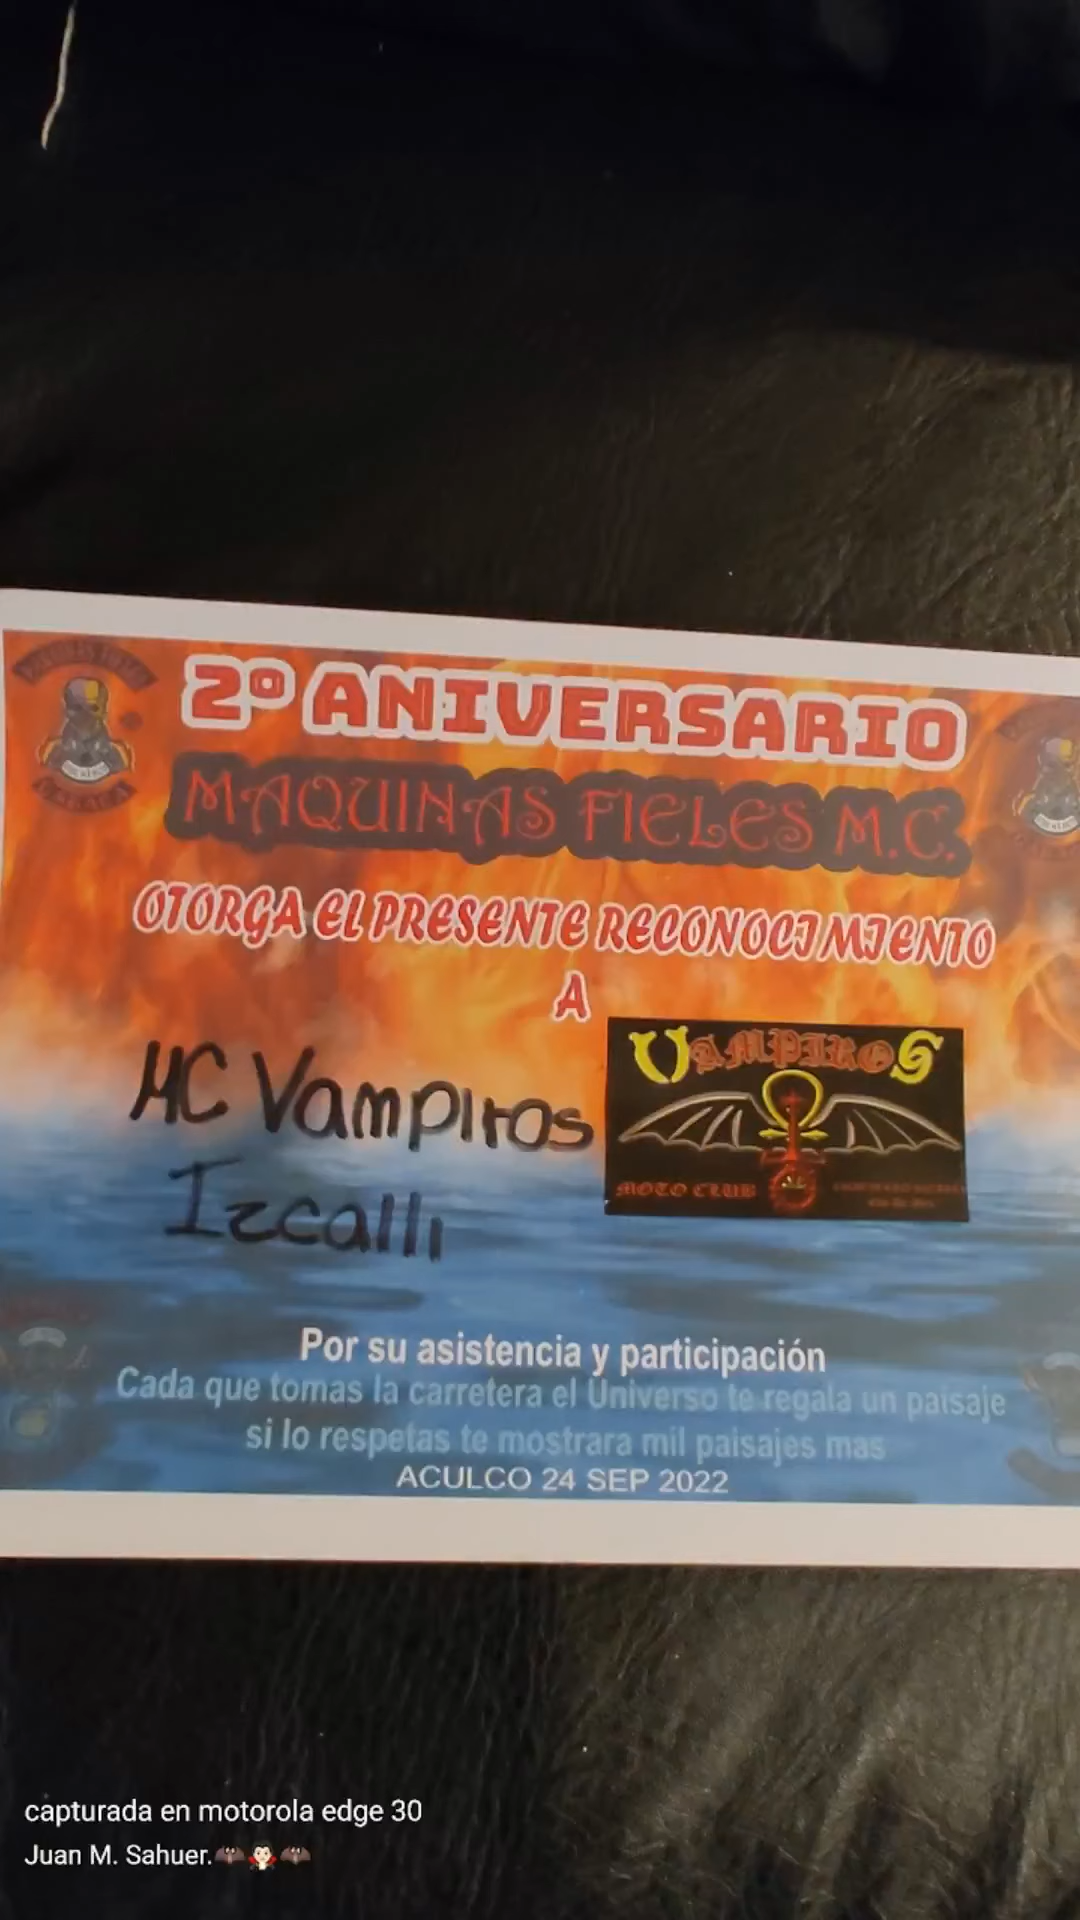 2º ANIVERSARIO
MAQUINAS FIELES M.C.
OTORGA EL PRESENTE RECONOCIMIENTO
A
MC Vampiros
Izcalli
VAMPIROS
MOTO CLUB
Por su asistencia y participación
Cada que tomas la carretera el Universo te regala un paisaje
si lo respetas te mostrara mil paisajes mas
ACULCO 24 SEP 2022
capturada en motorola edge 30
Juan M. Sahuer.🦇🧛🏻🦇